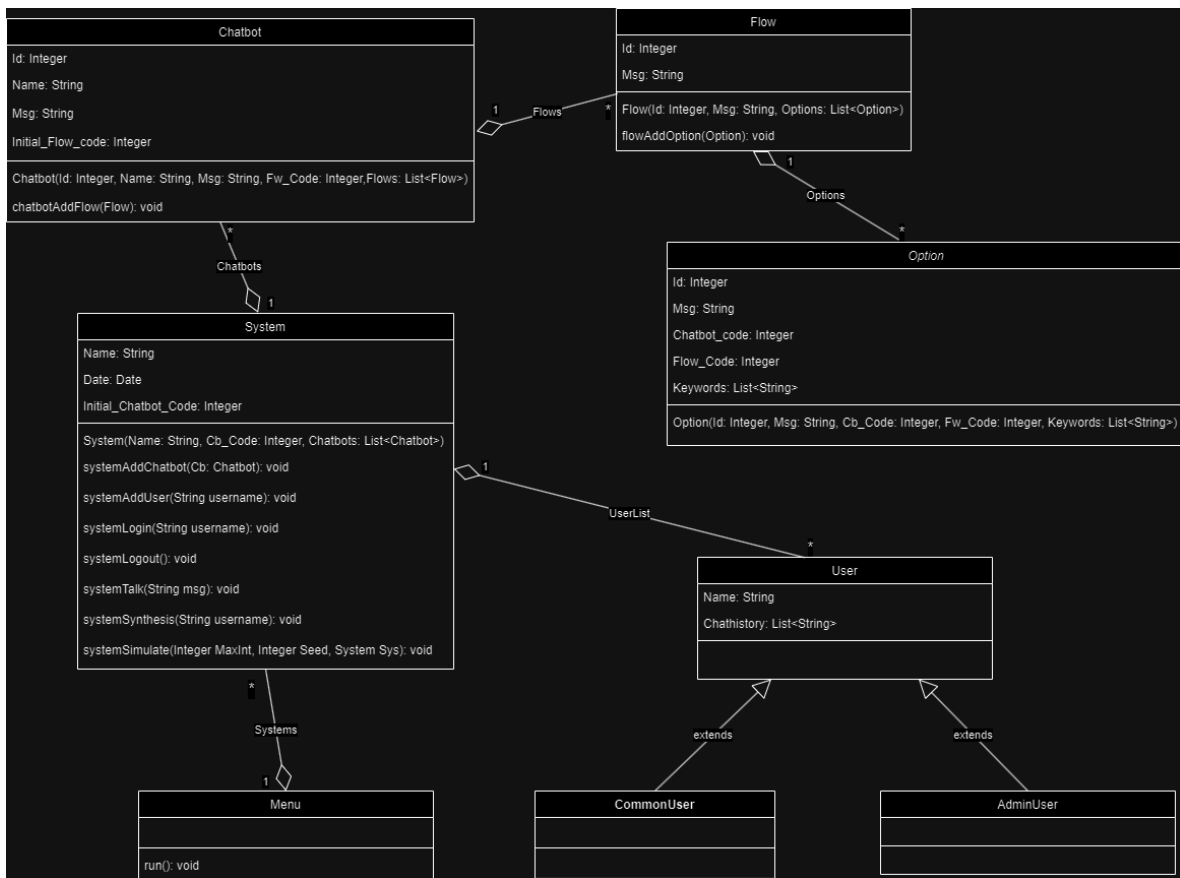 Chatbot
Id: Integer
Name: String
Msg: String
Initial_Flow_code: Integer
Chatbot(Id: Integer, Name: String, Msg: String, Fw_Code: Integer,Flows: List<Flow>)
chatbotAddFlow(Flow): void
1
Flows
*
Flow
Id: Integer
Msg: String
Flow(Id: Integer, Msg: String, Options: List<Option>)
flowAddOption(Option): void
1
Options
*
Option
Id: Integer
Msg: String
Chatbot_code: Integer
Flow_Code: Integer
Keywords: List<String>
Option(Id: Integer, Msg: String, Cb_Code: Integer, Fw_Code: Integer, Keywords: List<String>)
*
Chatbots
1
System
Name: String
Date: Date
Initial_Chatbot_Code: Integer
System(Name: String, Cb_Code: Integer, Chatbots: List<Chatbot>)
systemAddChatbot(Cb: Chatbot): void
systemAddUser(String username): void
systemLogin(String username): void
systemLogout(): void
systemTalk(String msg): void
systemSynthesis(String username): void
systemSimulate(Integer MaxInt, Integer Seed, System Sys): void
1
UserList
*
User
Name: String
Chathistory: List<String>
extends
extends
*
Systems
1
Menu
run(): void
CommonUser
AdminUser